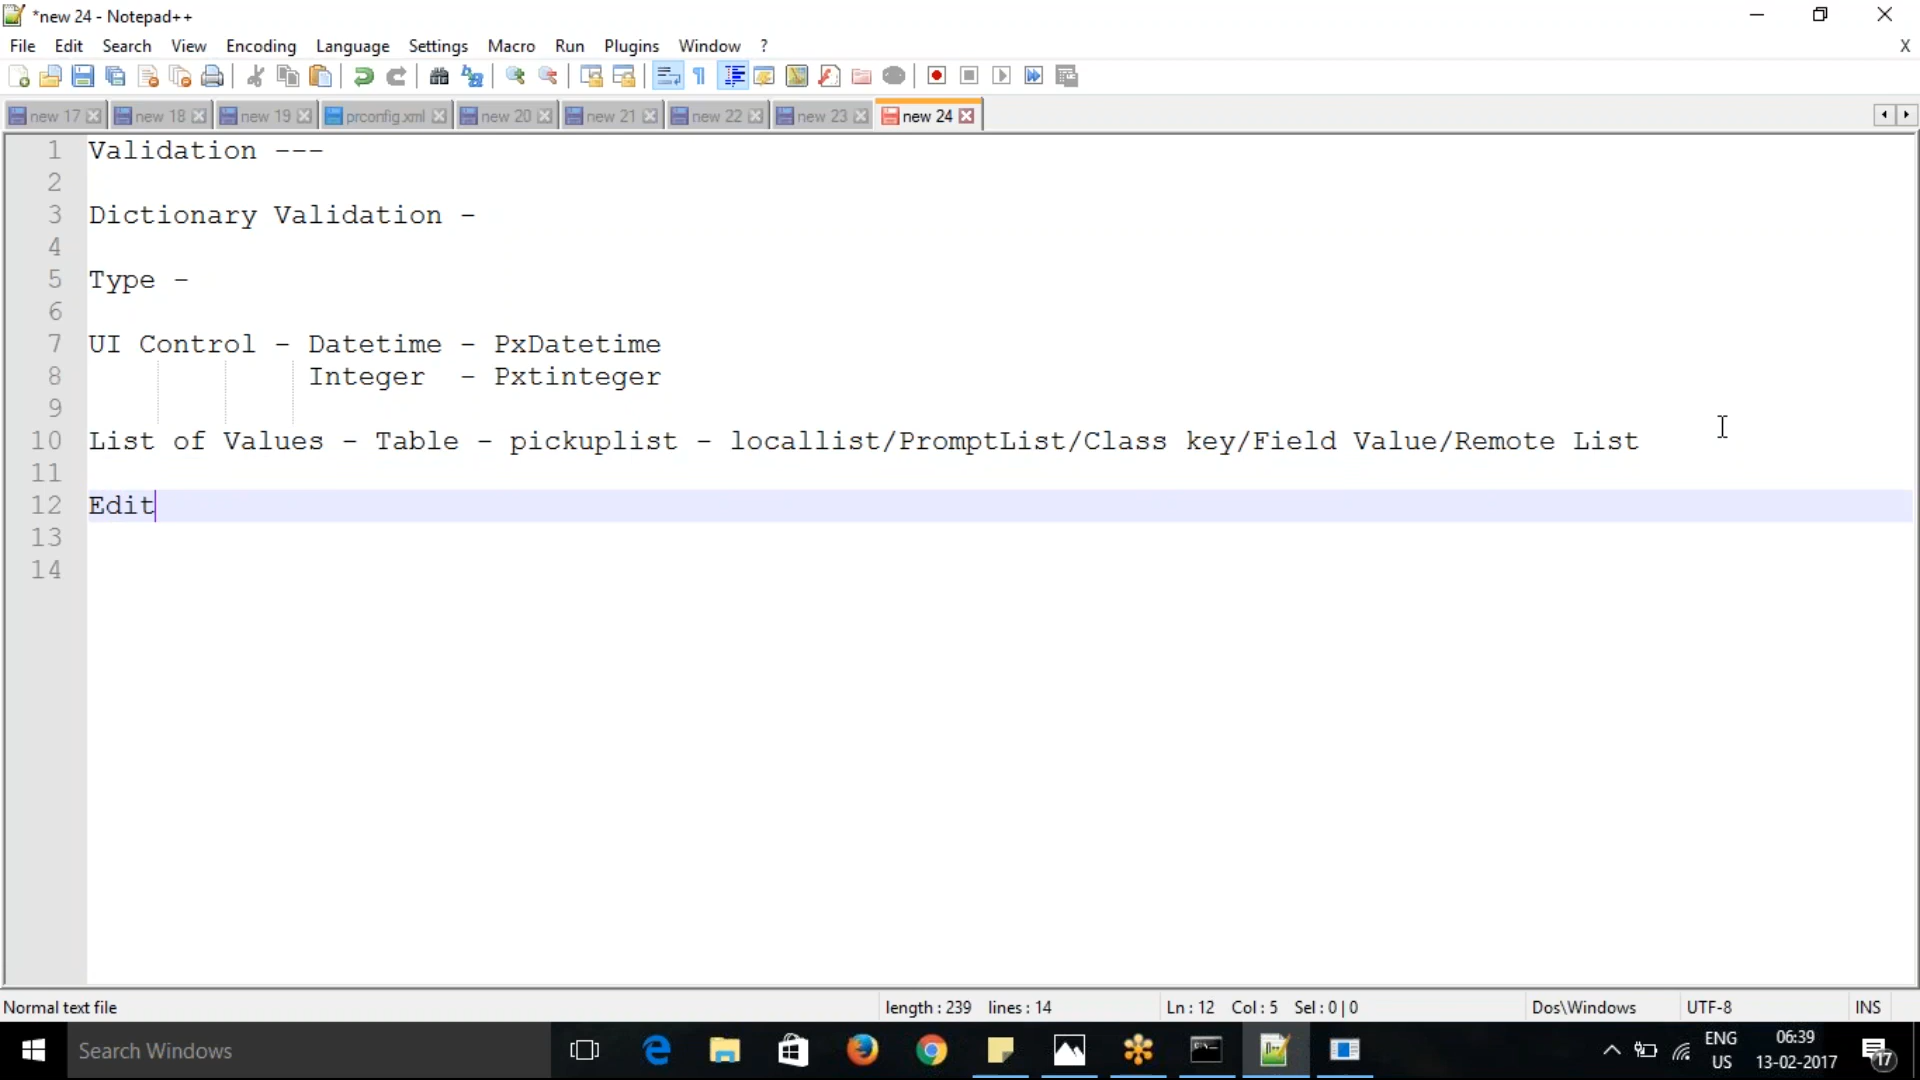 *new 24 - Notepad++
File Edit Search View Encoding Language Settings Macro Run Plugins Window ? X
new 17 new 18 new 19 prconfig.xml new 20 new 21 new 22 new 23 new 24
1 Validation ---
2
3 Dictionary Validation -
4
5 Type -
6
7 UI Control - Datetime - PxDatetime
8 Integer - Pxtinteger
9
10 List of Values - Table - pickuplist - locallist/PromptList/Class key/Field Value/Remote List
11
12 Edit
13
14
Normal text file length : 239 lines : 14 Ln : 12 Col : 5 Sel : 0 | 0 Dos\Windows UTF-8 INS
Search Windows
ENG 06:39
US 13-02-2017 17